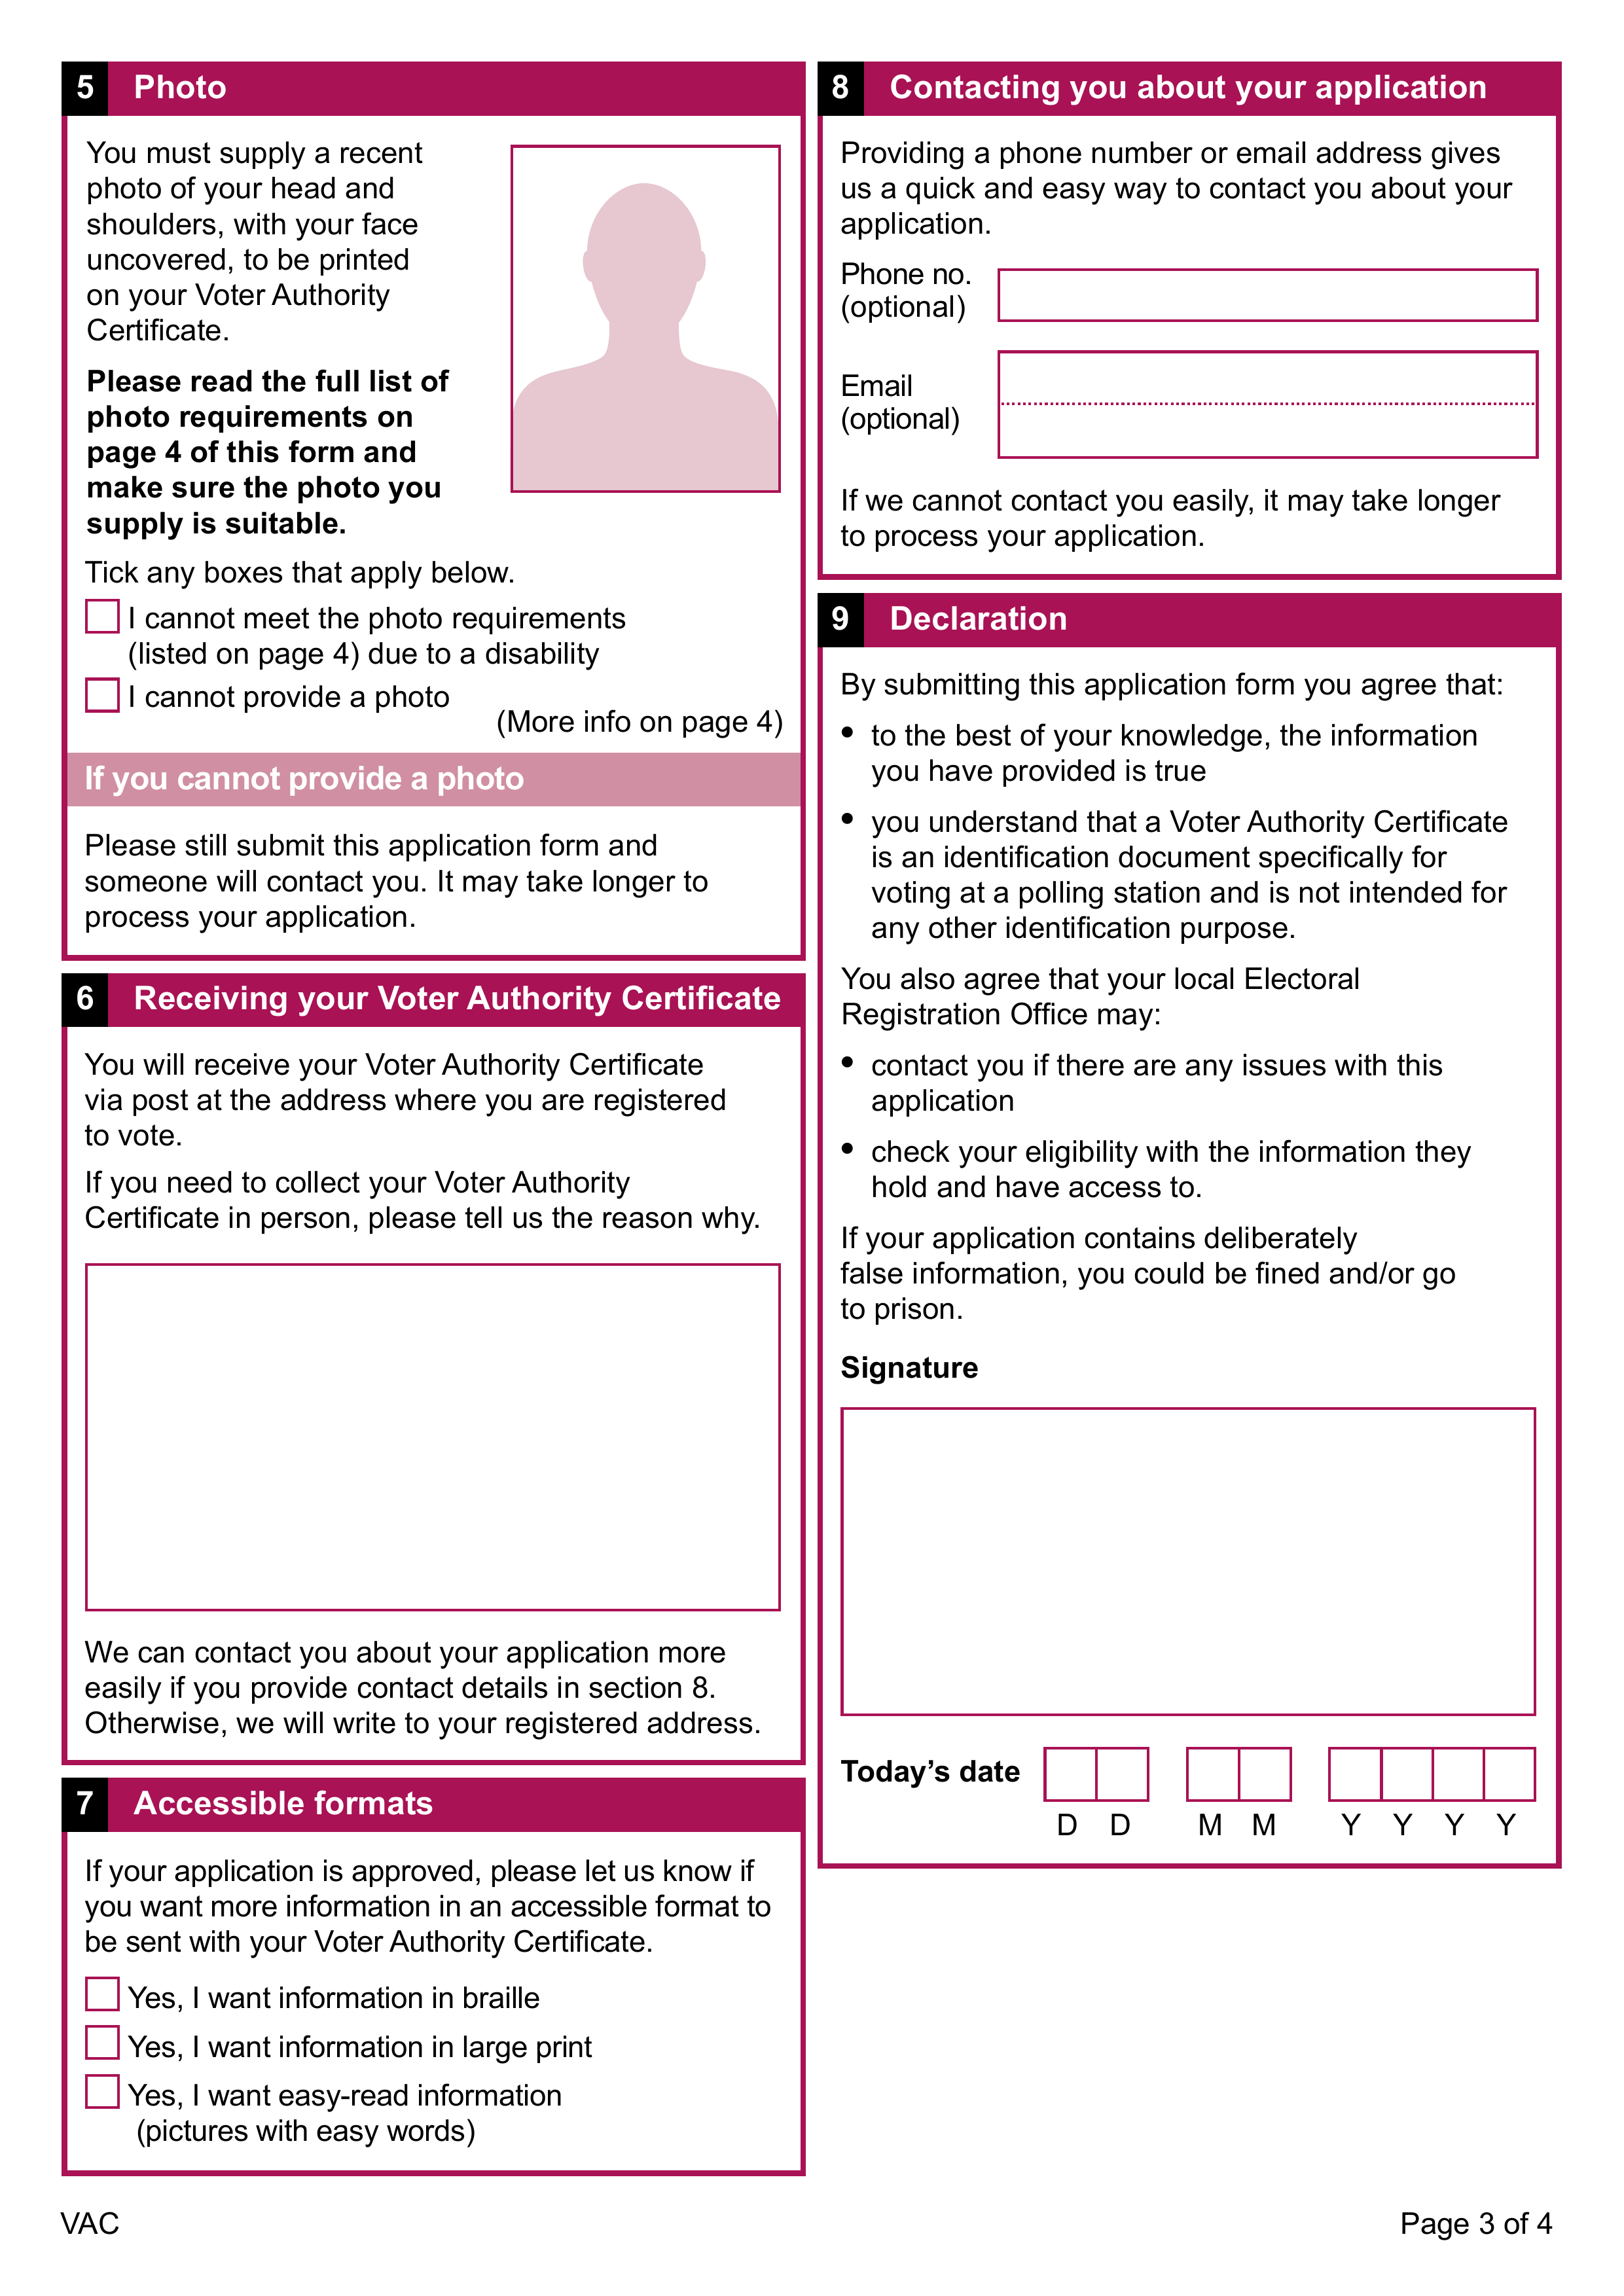 5 Photo
You must supply a recent
photo of your head and
shoulders, with your face
uncovered, to be printed
on your Voter Authority
Certificate.
Please read the full list of
photo requirements on
page 4 of this form and
make sure the photo you
supply is suitable.
Tick any boxes that apply below.
I cannot meet the photo requirements
(listed on page 4) due to a disability
I cannot provide a photo
(More info on page 4)
If you cannot provide a photo
Please still submit this application form and
someone will contact you. It may take longer to
process your application.
6 Receiving your Voter Authority Certificate
You will receive your Voter Authority Certificate
via post at the address where you are registered
to vote.
If you need to collect your Voter Authority
Certificate in person, please tell us the reason why.
We can contact you about your application more
easily if you provide contact details in section 8.
Otherwise, we will write to your registered address.
7 Accessible formats
If your application is approved, please let us know if
you want more information in an accessible format to
be sent with your Voter Authority Certificate.
Yes, I want information in braille
Yes, I want information in large print
Yes, I want easy-read information
(pictures with easy words)
8 Contacting you about your application
Providing a phone number or email address gives
us a quick and easy way to contact you about your
application.
Phone no.
(optional)
Email
(optional)
If we cannot contact you easily, it may take longer
to process your application.
9 Declaration
By submitting this application form you agree that:
• to the best of your knowledge, the information
you have provided is true
• you understand that a Voter Authority Certificate
is an identification document specifically for
voting at a polling station and is not intended for
any other identification purpose.
You also agree that your local Electoral
Registration Office may:
• contact you if there are any issues with this
application
• check your eligibility with the information they
hold and have access to.
If your application contains deliberately
false information, you could be fined and/or go
to prison.
Signature
Today’s date
D D M M Y Y Y Y
VAC
Page 3 of 4